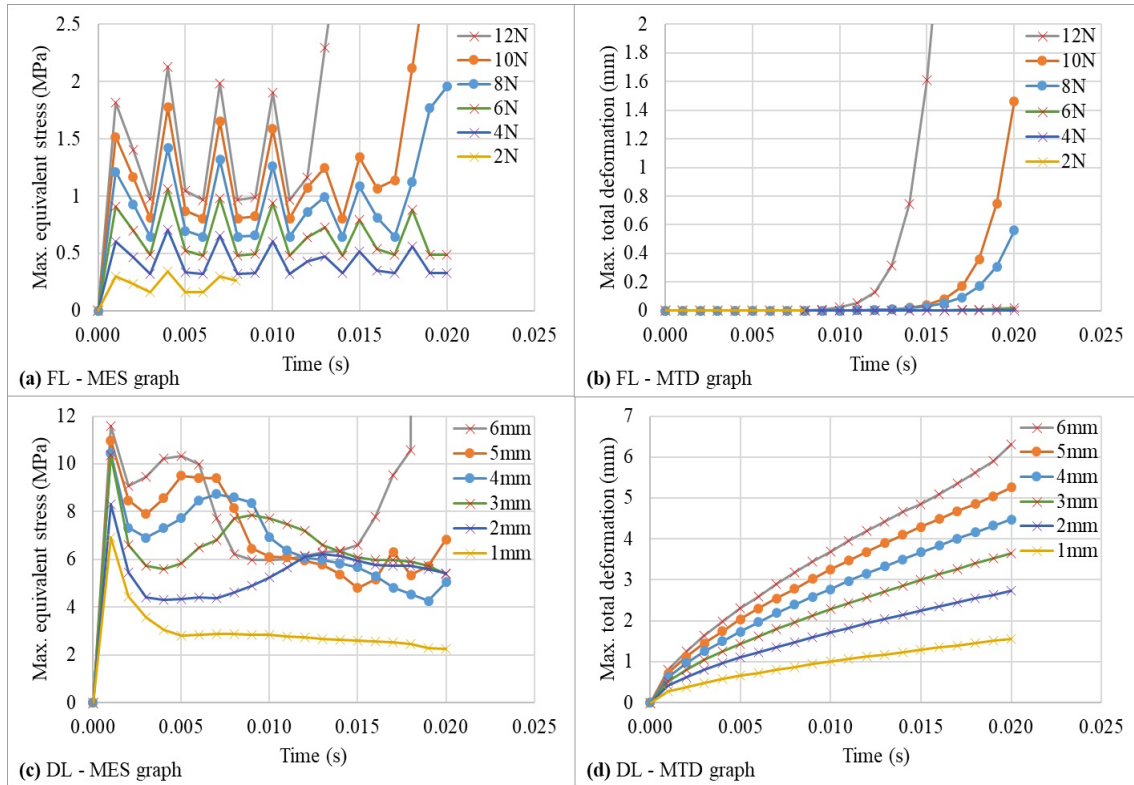 2.5
2
1.5
1
0.5
0
Max. equivalent stress (MPa)
12N
10N
8N
6N
4N
2N
0.000 0.005 0.010 0.015 0.020 0.025
Time (s)
(a) FL - MES graph
2
1.8
1.6
1.4
1.2
1
0.8
0.6
0.4
0.2
0
Max. total deformation (mm)
12N
10N
8N
6N
4N
2N
0.000 0.005 0.010 0.015 0.020 0.025
Time (s)
(b) FL - MTD graph
12
10
8
6
4
2
0
Max. equivalent stress (MPa)
6mm
5mm
4mm
3mm
2mm
1mm
0.000 0.005 0.010 0.015 0.020 0.025
Time (s)
(c) DL - MES graph
7
6
5
4
3
2
1
0
Max. total deformation (mm)
6mm
5mm
4mm
3mm
2mm
1mm
0.000 0.005 0.010 0.015 0.020 0.025
Time (s)
(d) DL - MTD graph